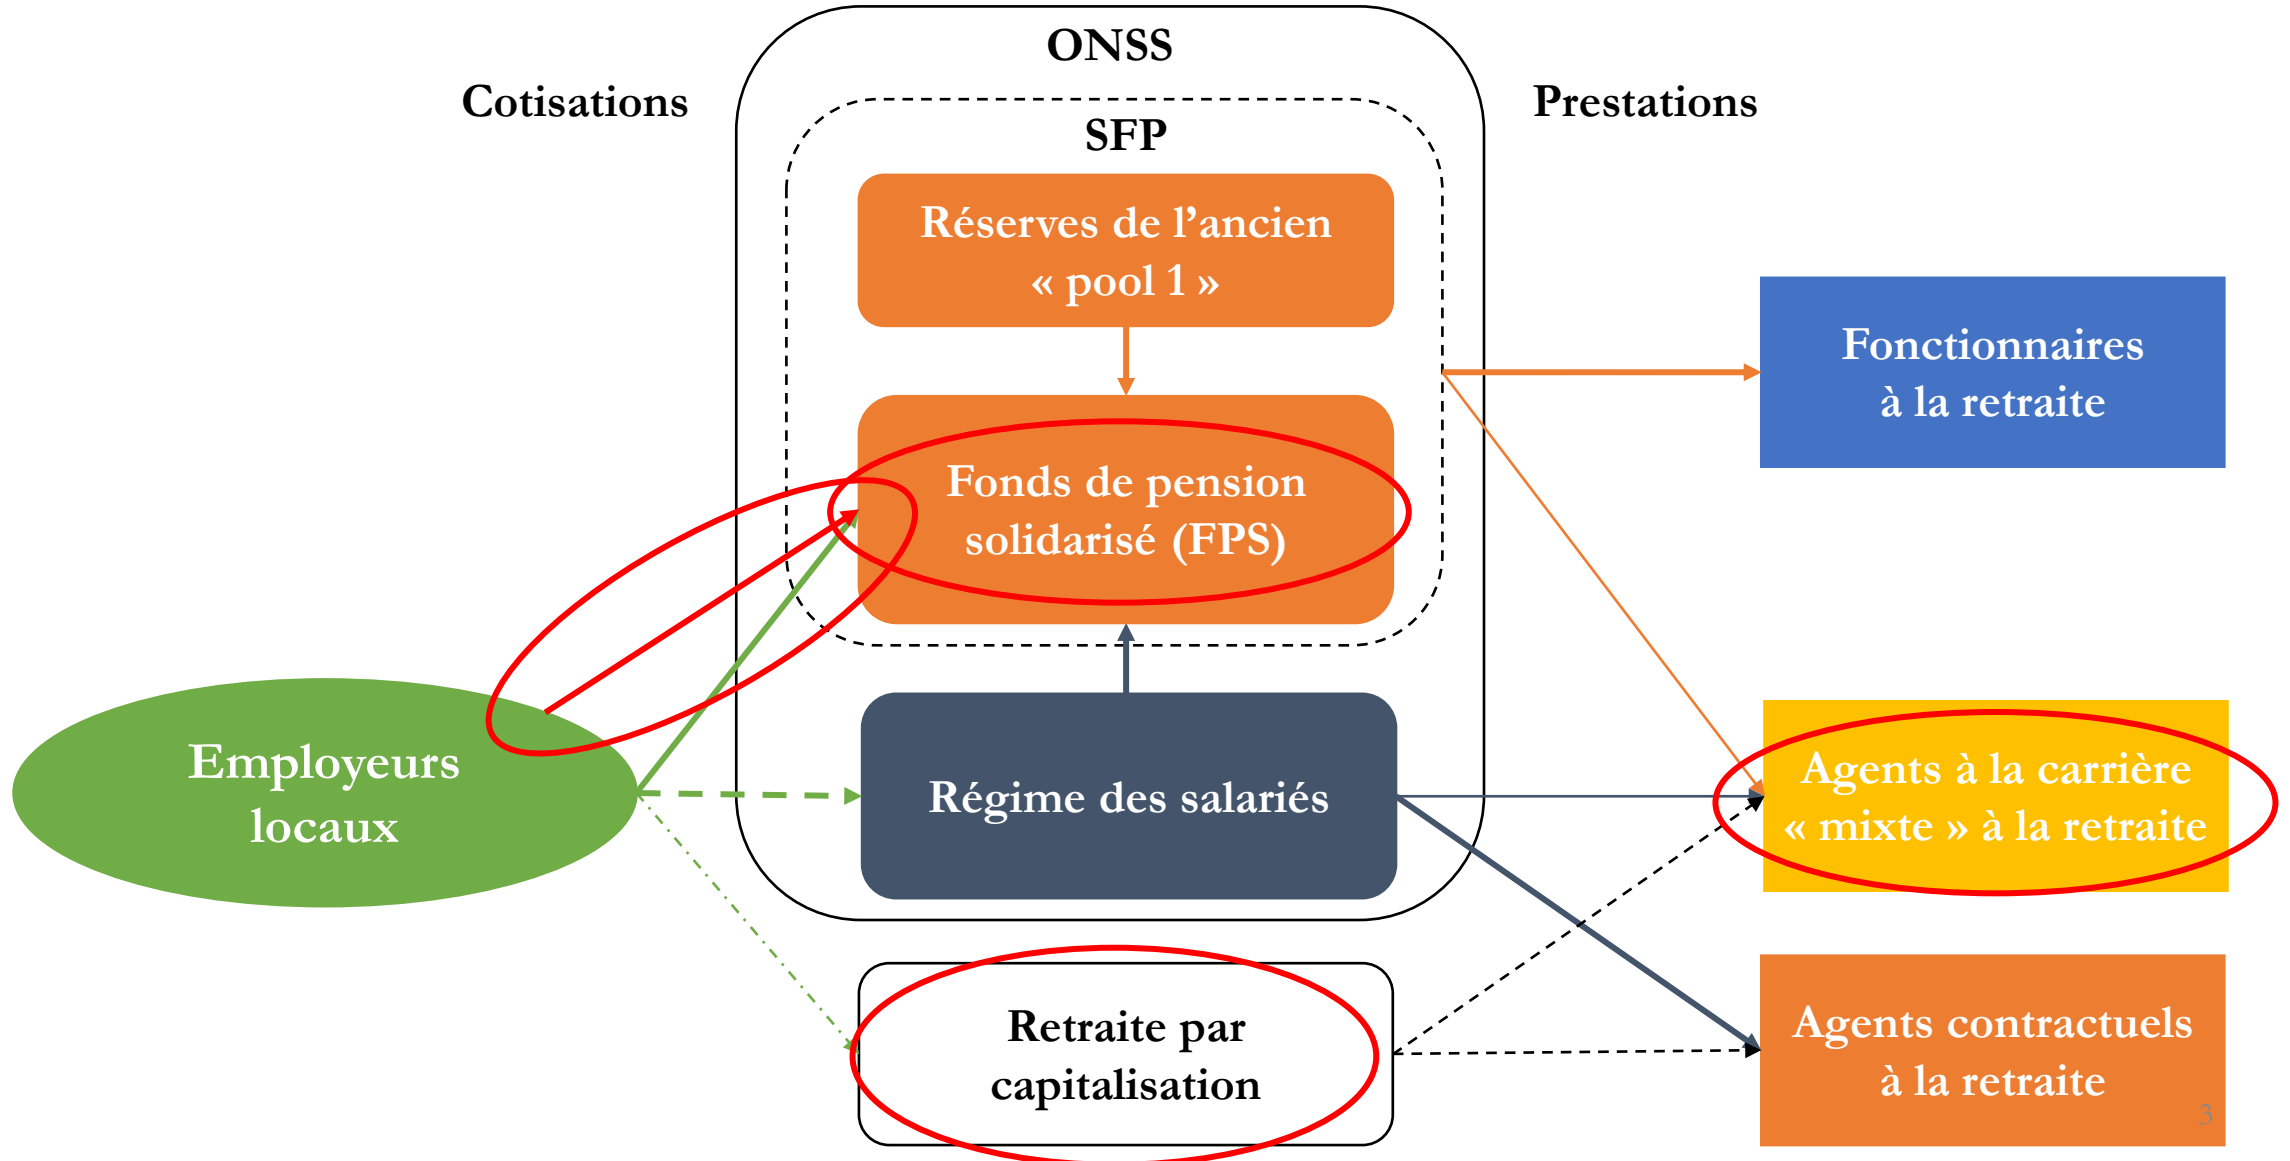 ONSS
Cotisations
Prestations
SFP
Réserves de l’ancien
« pool 1 »
Fonctionnaires
à la retraite
Fonds de pension
solidarisé (FPS)
Employeurs
locaux
Régime des salariés
Agents à la carrière
« mixte » à la retraite
Retraite par
capitalisation
Agents contractuels
à la retraite
3